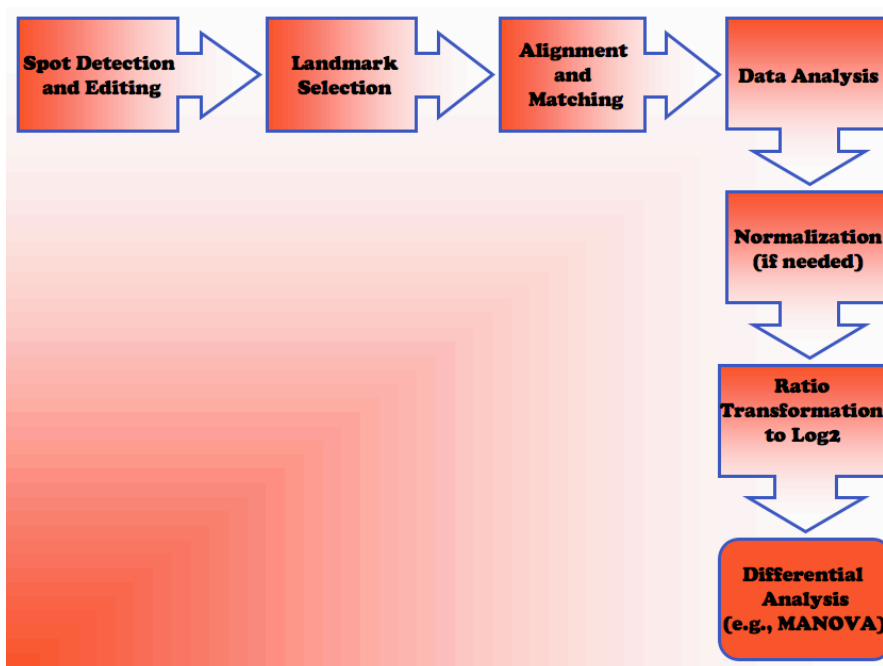 Spot Detection
and Editing
Landmark
Selection
Alignment
and
Matching
Data Analysis
Normalization
(if needed)
Ratio
Transformation
to Log2
Differential
Analysis
(e.g., MANOVA)